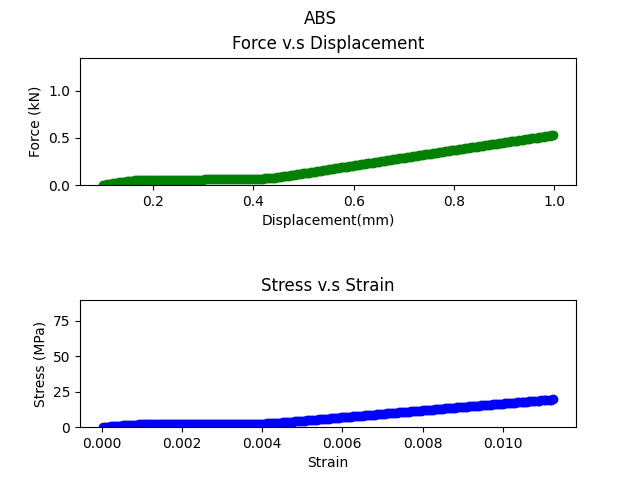 ABS
Force v.s Displacement
1.0
0.5
0.0
Force (kN)
0.2 0.4 0.6 0.8 1.0
Displacement(mm)
Stress v.s Strain
75
50
25
0
Stress (MPa)
0.000 0.002 0.004 0.006 0.008 0.010
Strain